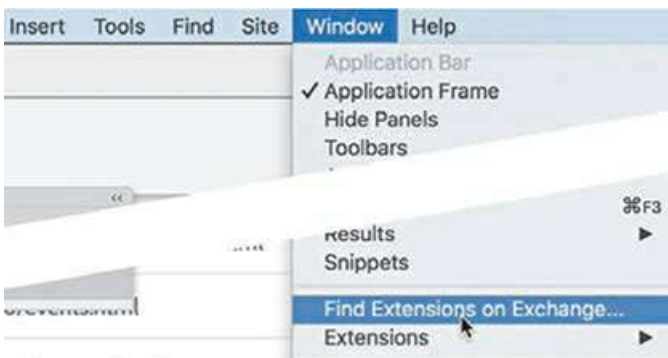 Insert Tools Find Site Window Help
Application Bar
✓ Application Frame
Hide Panels
Toolbars
«
⌘F3
Results ▶
Snippets
Find Extensions on Exchange...
Extensions ▶